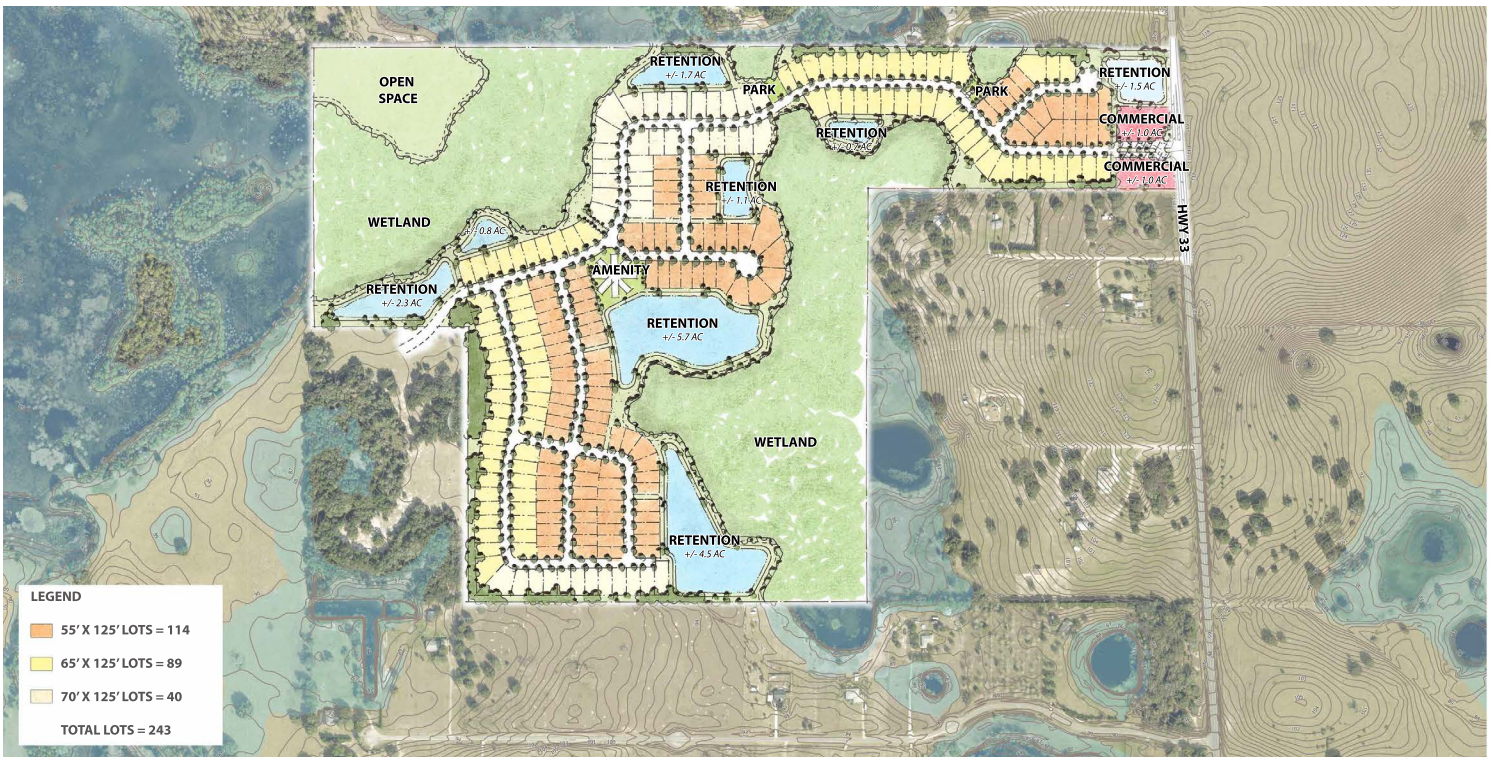 OPEN
SPACE
RETENTION
+/- 1.7 AC
PARK
PARK
RETENTION
+/- 1.5 AC
COMMERCIAL
+/- 1.0 AC
COMMERCIAL
+/- 1.0 AC
RETENTION
+/- 0.7 AC
RETENTION
+/- 1.1 AC
HWY 33
WETLAND
+/- 0.8 AC
AMENITY
RETENTION
+/- 2.3 AC
RETENTION
+/- 5.7 AC
WETLAND
RETENTION
+/- 4.5 AC
LEGEND
55' X 125' LOTS = 114
65' X 125' LOTS = 89
70' X 125' LOTS = 40
TOTAL LOTS = 243